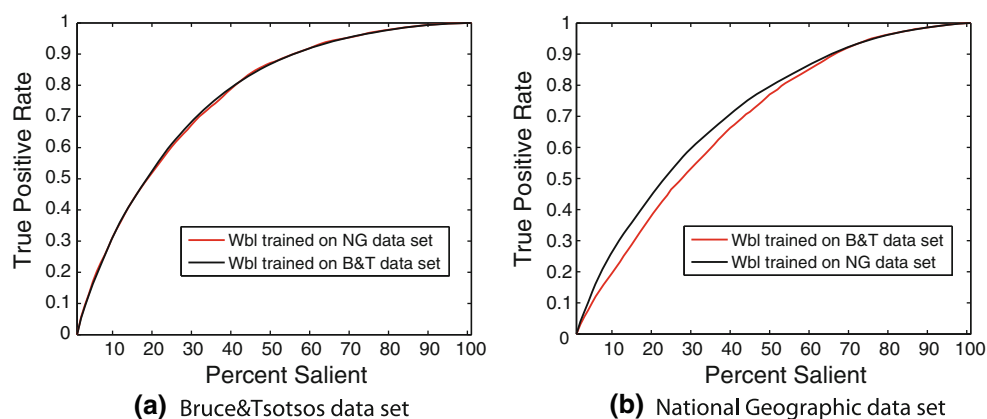 1
0.9
0.8
0.7
0.6
0.5
0.4
0.3
0.2
0.1
0
True Positive Rate
Wbl trained on NG data set
Wbl trained on B&T data set
10 20 30 40 50 60 70 80 90 100
Percent Salient
(a) Bruce&Tsotsos data set
1
0.9
0.8
0.7
0.6
0.5
0.4
0.3
0.2
0.1
0
True Positive Rate
Wbl trained on B&T data set
Wbl trained on NG data set
10 20 30 40 50 60 70 80 90 100
Percent Salient
(b) National Geographic data set